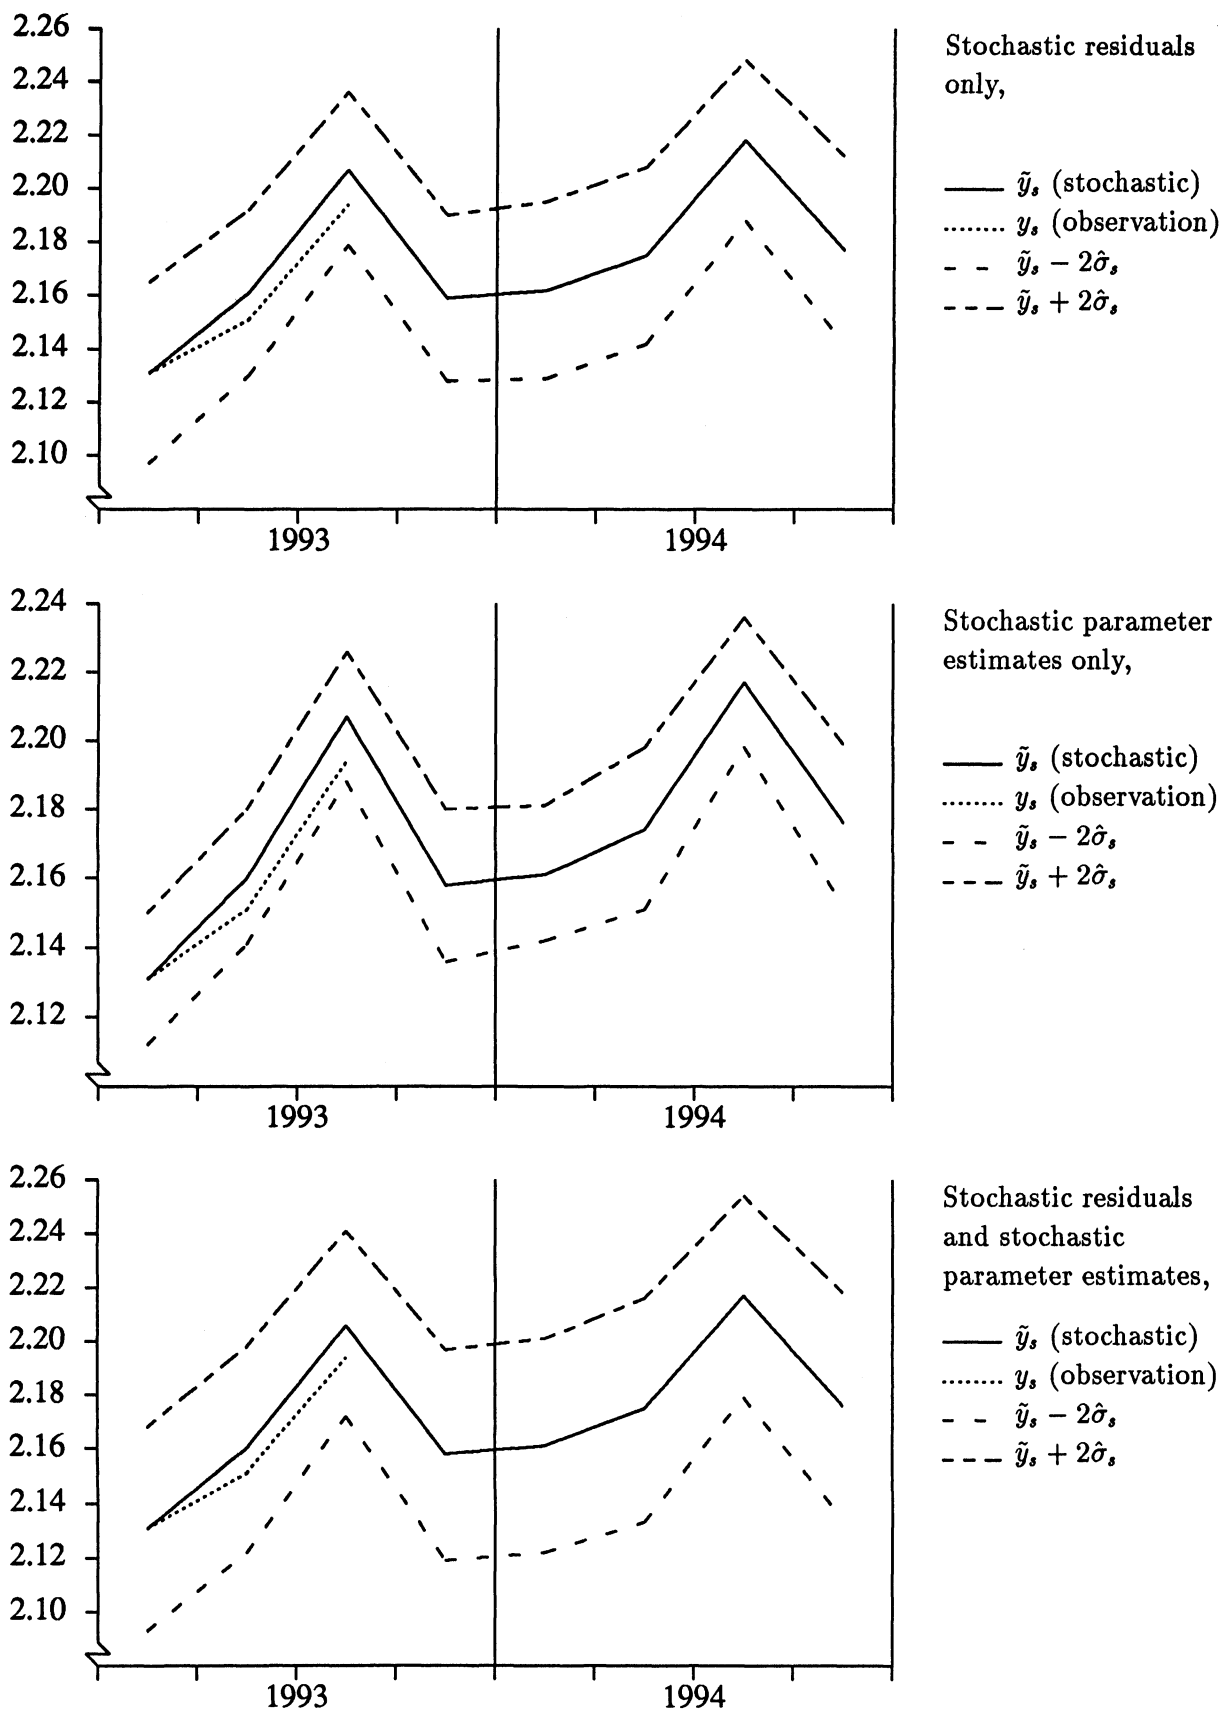 2.26
2.24
2.22
2.20
2.18
2.16
2.14
2.12
2.10
1993
1994
Stochastic residuals
only,
ỹₛ (stochastic)
yₛ (observation)
ỹₛ − 2σ̂ₛ
ỹₛ + 2σ̂ₛ
2.24
2.22
2.20
2.18
2.16
2.14
2.12
1993
1994
Stochastic parameter
estimates only,
ỹₛ (stochastic)
yₛ (observation)
ỹₛ − 2σ̂ₛ
ỹₛ + 2σ̂ₛ
2.26
2.24
2.22
2.20
2.18
2.16
2.14
2.12
2.10
1993
1994
Stochastic residuals
and stochastic
parameter estimates,
ỹₛ (stochastic)
yₛ (observation)
ỹₛ − 2σ̂ₛ
ỹₛ + 2σ̂ₛ